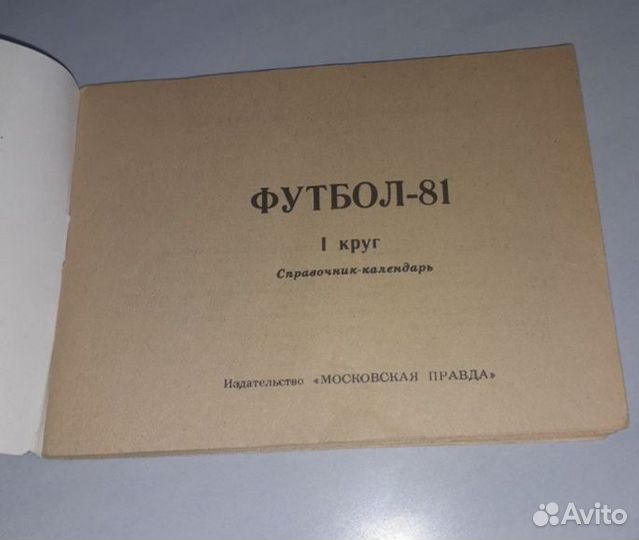 ФУТБОЛ-81
I круг
Справочник-календарь
Издательство «МОСКОВСКАЯ ПРАВДА»
Avito